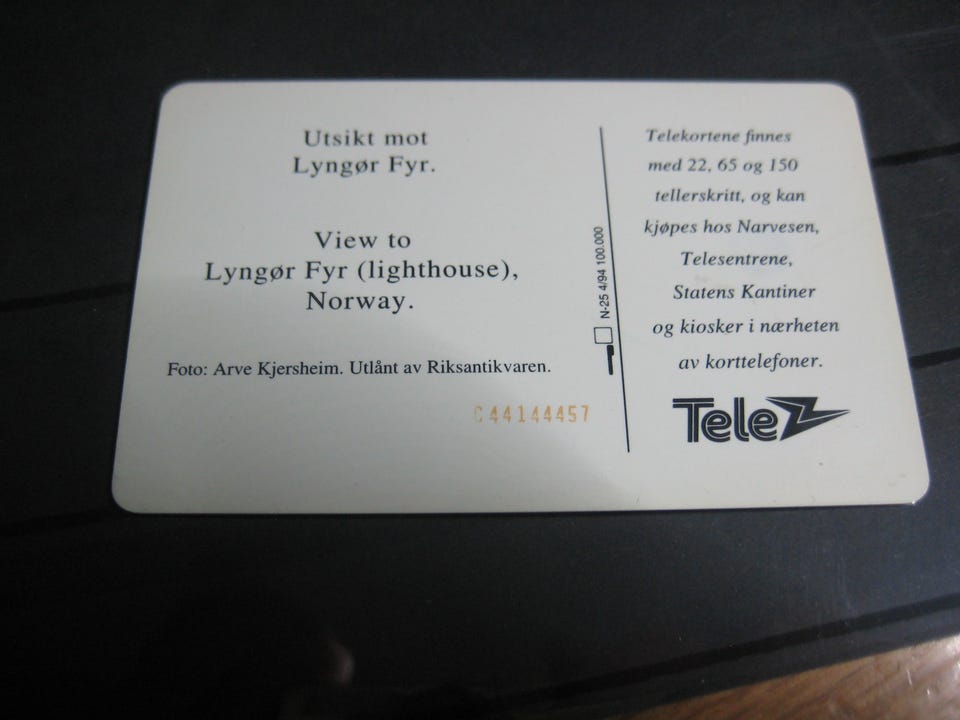 Utsikt mot
Lyngør Fyr.
View to
Lyngør Fyr (lighthouse),
Norway.
Foto: Arve Kjersheim. Utlånt av Riksantikvaren.
C44144457
N-25 4/94 100.000
Telekortene finnes
med 22, 65 og 150
tellerskritt, og kan
kjøpes hos Narvesen,
Telesentrene,
Statens Kantiner
og kiosker i nærheten
av korttelefoner.
Tele